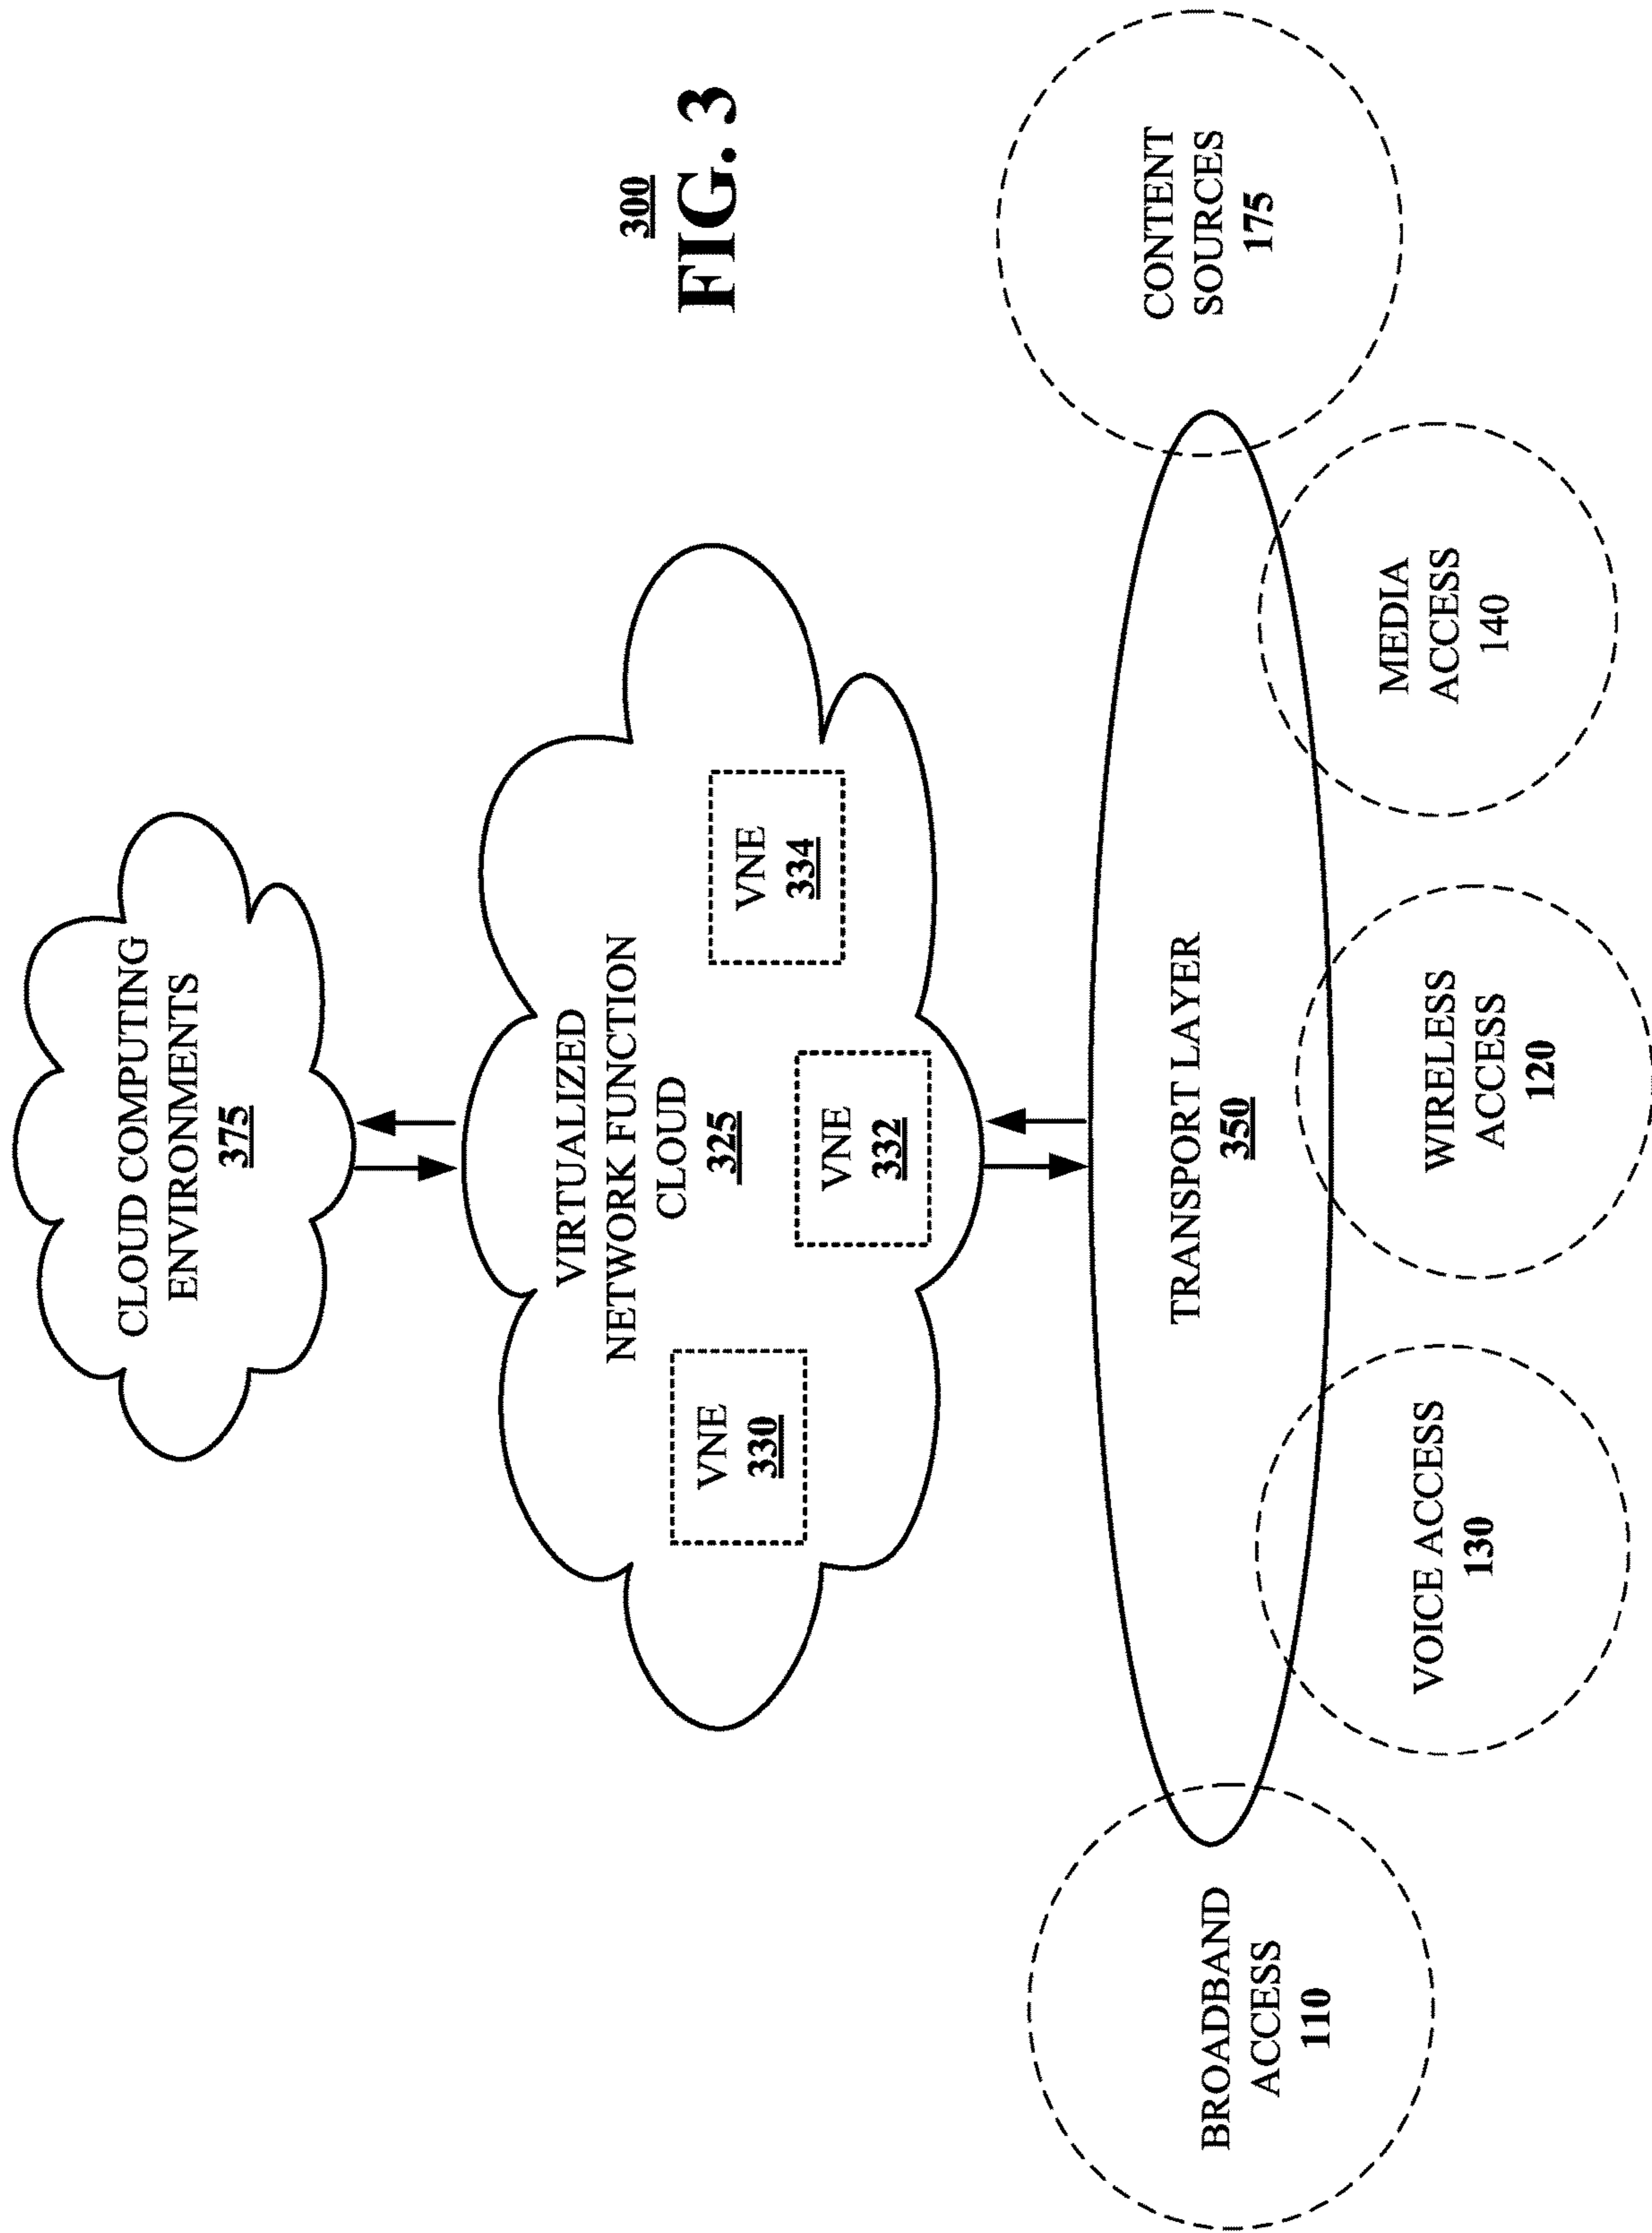 CLOUD COMPUTING
ENVIRONMENTS
375
VIRTUALIZED
NETWORK FUNCTION
CLOUD
325
VNE
330
VNE
332
VNE
334
300
FIG. 3
TRANSPORT LAYER
350
BROADBAND
ACCESS
110
VOICE ACCESS
130
WIRELESS
ACCESS
120
MEDIA
ACCESS
140
CONTENT
SOURCES
175